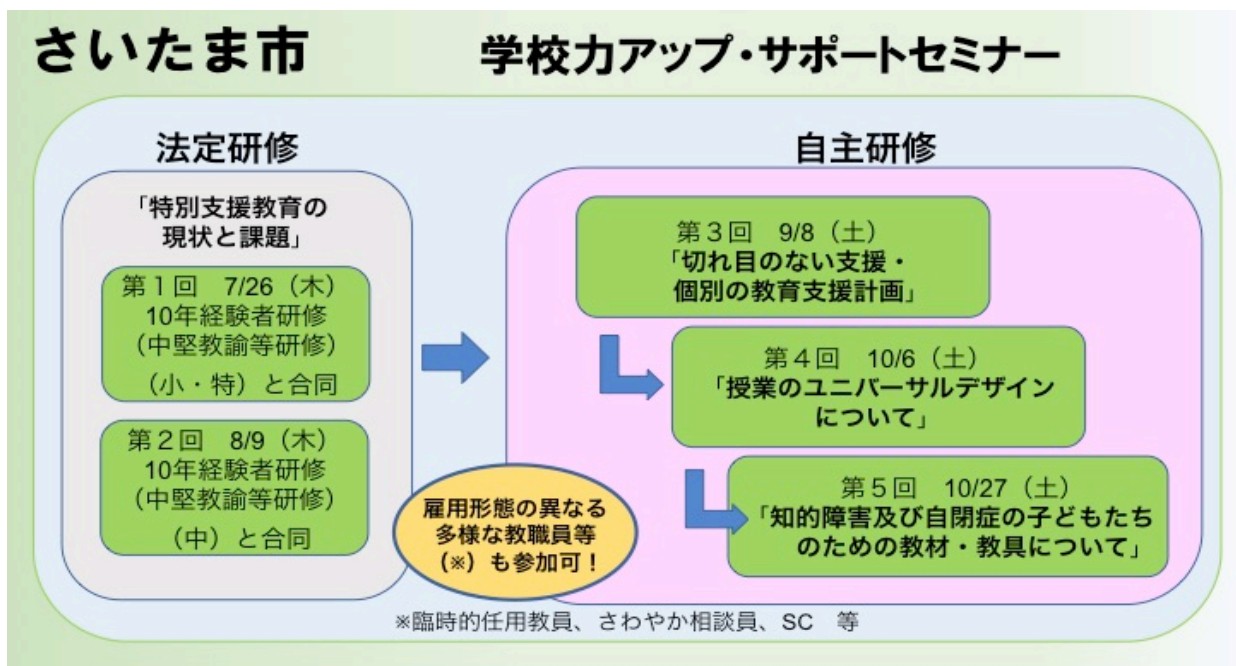 さいたま市　学校力アップ・サポートセミナー
法定研修
「特別支援教育の
現状と課題」
第１回　7/26（木）
10年経験者研修
（中堅教諭等研修）
（小・特）と合同
第２回　8/9（木）
10年経験者研修
（中堅教諭等研修）
（中）と合同
自主研修
第３回　9/8（土）
「切れ目のない支援・
個別の教育支援計画」
第４回　10/6（土）
「授業のユニバーサルデザイン
について」
第５回　10/27（土）
「知的障害及び自閉症の子どもたち
のための教材・教具について」
雇用形態の異なる
多様な教職員等
（※）も参加可！
※臨時的任用教員、さわやか相談員、SC　等